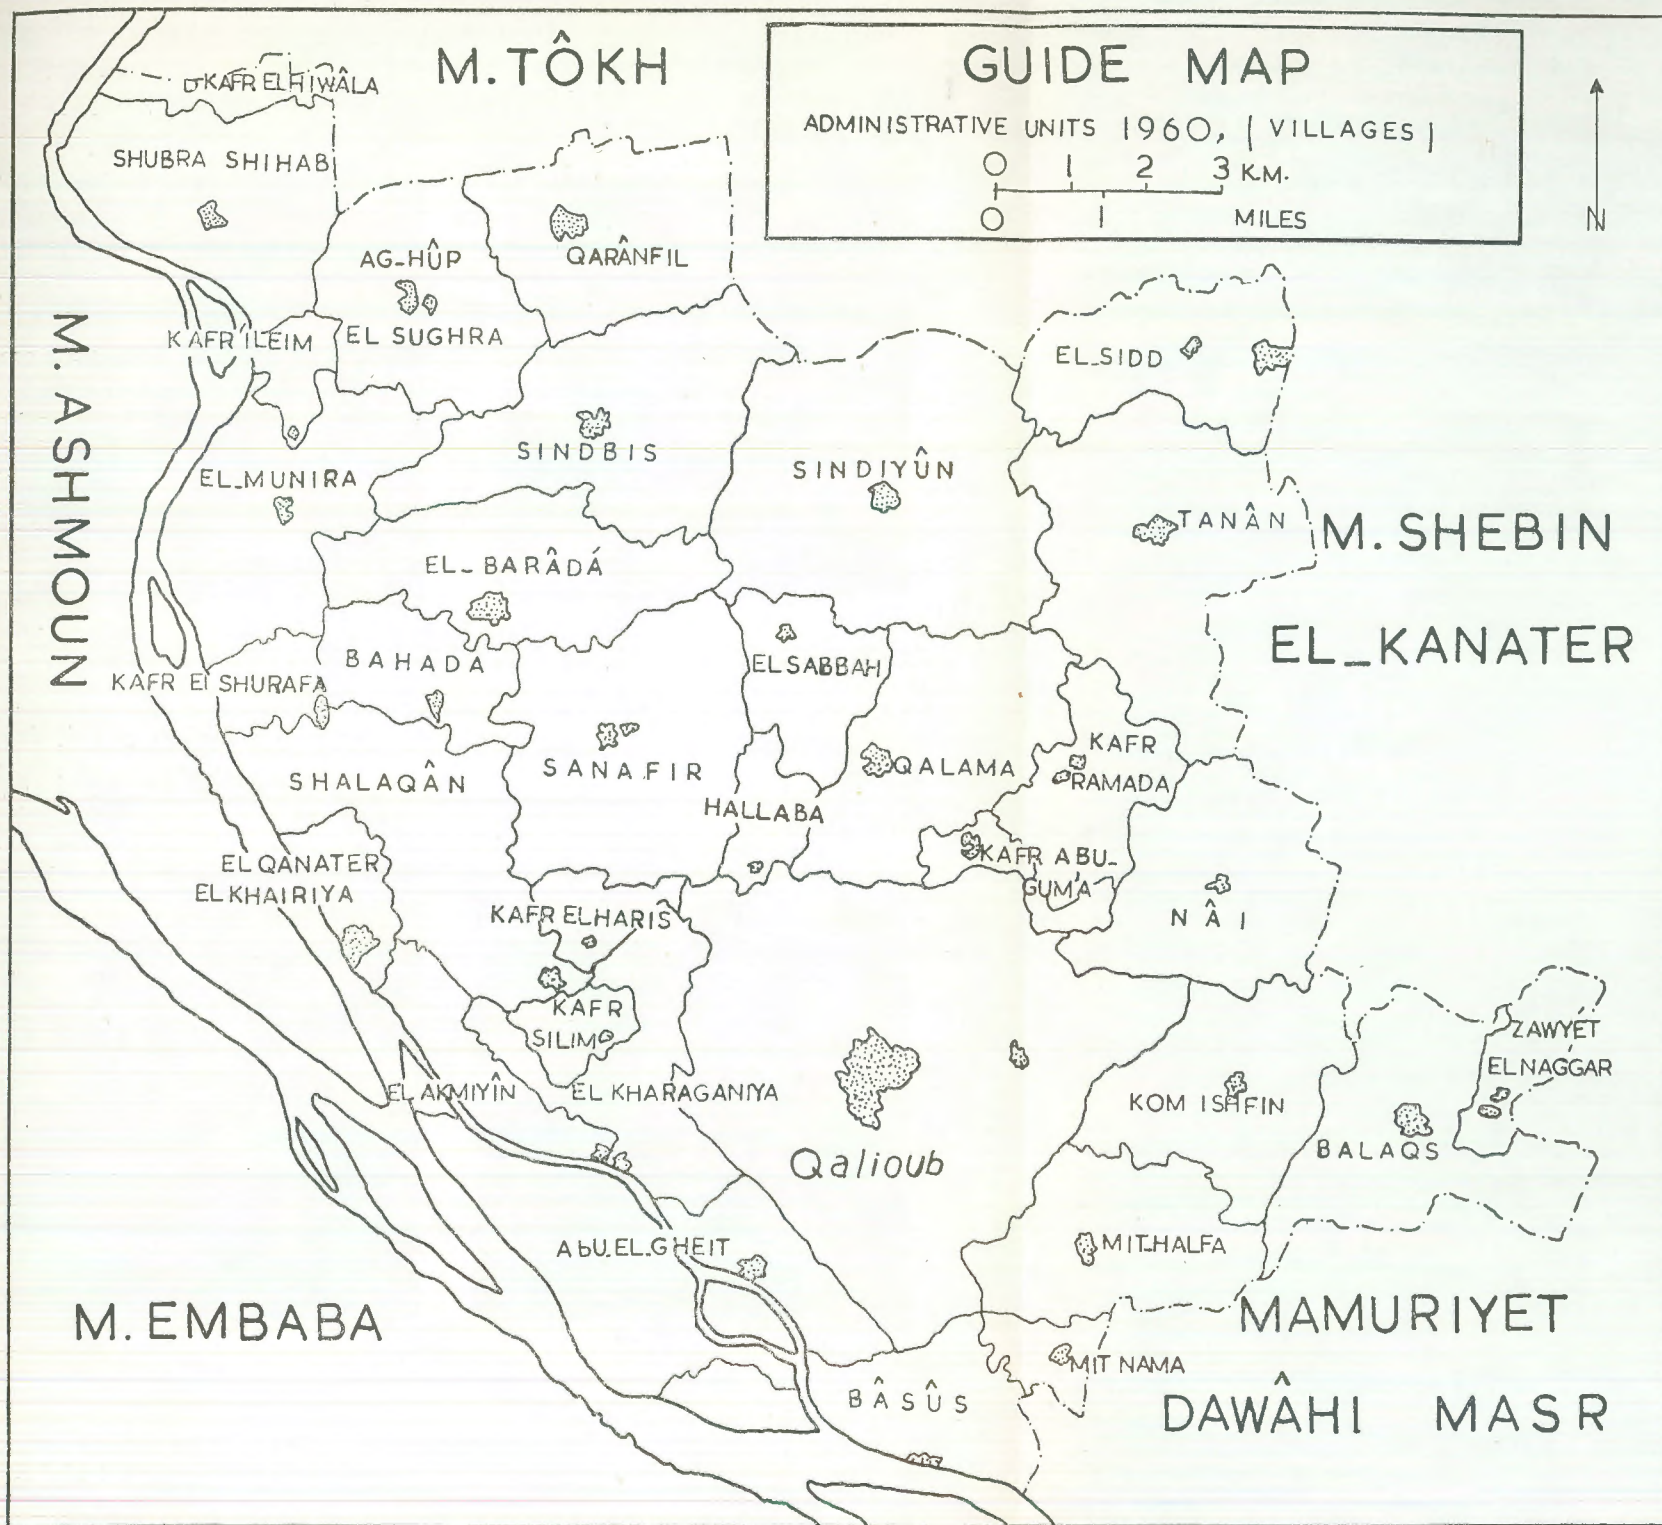 M. TÔKH
GUIDE MAP
ADMINISTRATIVE UNITS 1960, ( VILLAGES )
0 1 2 3 K.M.
0 1 MILES
N
KAFR EL HIWÂLA
SHUBRA SHIHAB
AG-HÛP
EL SUGHRA
QARÂNFIL
KAFR ÍLEIM
M. ASHMOUN
EL-SIDD
SINDBIS
SINDIYÛN
EL-MUNIRA
TANÂN
M. SHEBIN
EL-KANATER
EL-BARÂDÁ
BAHADA
EL SABBAH
KAFR El SHURAFA
SHALAQÂN
SANAFIR
HALLABA
QALAMA
KAFR
RAMADA
KAFR ABU-
GUM'A
EL QANATER
EL KHAIRIYA
KAFR EL HARIS
NÂI
KAFR
SILIM
ZAWYÉT
EL NAGGAR
EL AKMIYÎN
EL KHARAGANIYA
KOM ISHFIN
BALAQS
Qalioub
AbU-EL-GHEIT
MIT-HALFA
M. EMBABA
MAMURIYET
DAWÂHI MASR
MIT NAMA
BÂSÛS